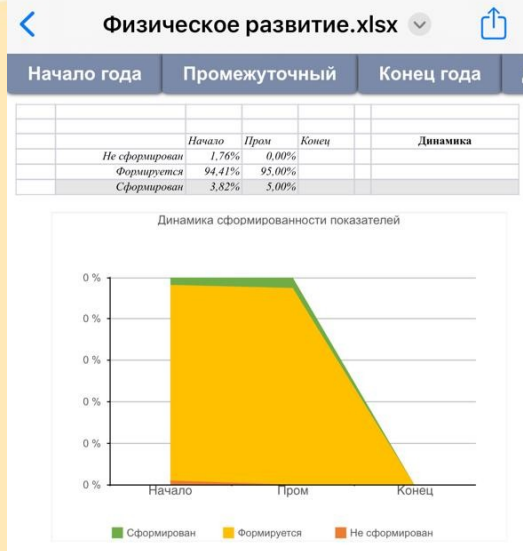 Физическое развитие.xlsx
Начало года Промежуточный Конец года
Начало Пром Конец Динамика
Не сформирован 1,76% 0,00%
Формируется 94,41% 95,00%
Сформирован 3,82% 5,00%
Динамика сформированности показателей
0 %
0 %
0 %
0 %
0 %
0 %
Начало Пром Конец
Сформирован Формируется Не сформирован